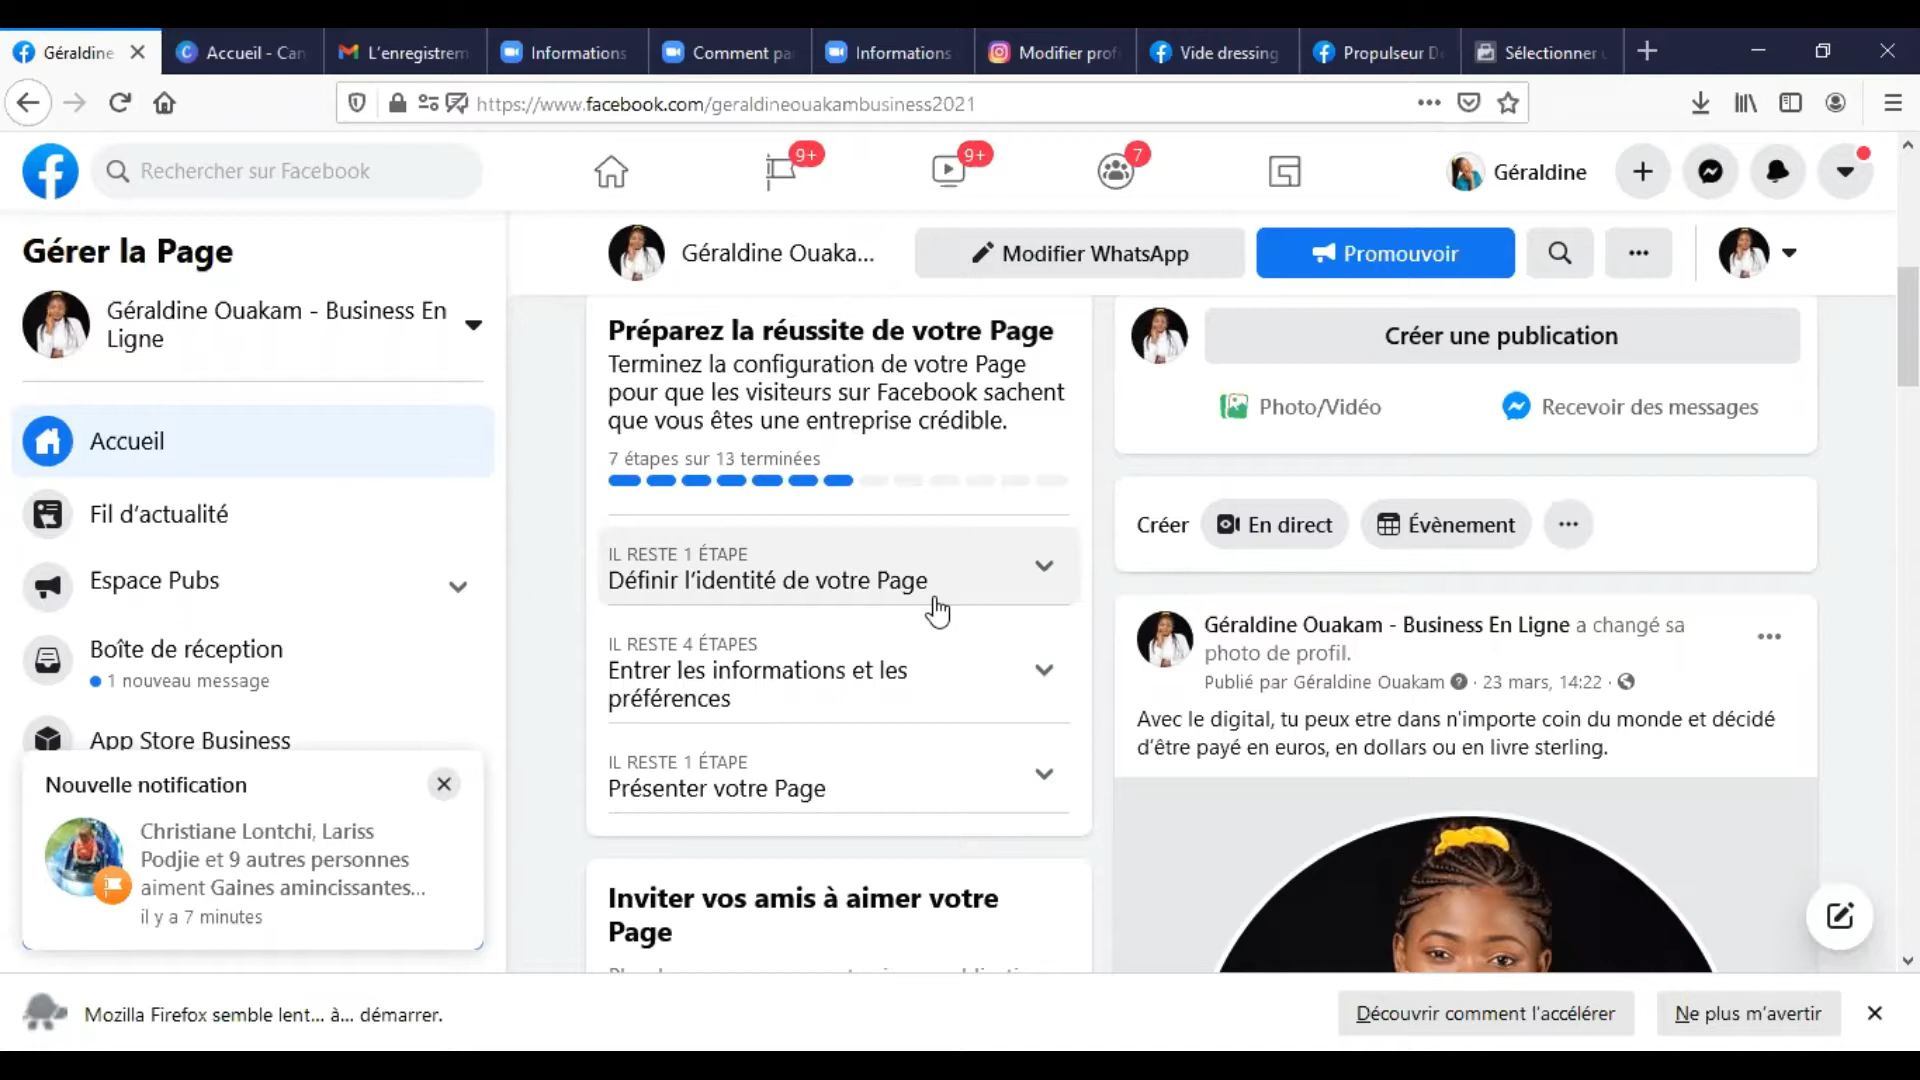 Géraldine
Accueil - Can
L'enregistrem
Informations
Comment pa
Informations
Modifier prof
Vide dressing
Propulseur D
Sélectionner
https://www.facebook.com/geraldineouakambusiness2021
Rechercher sur Facebook
9+
9+
7
Géraldine
Gérer la Page
Géraldine Ouakam - Business En
Ligne
Accueil
Fil d'actualité
Espace Pubs
Boîte de réception
1 nouveau message
App Store Business
Nouvelle notification
Christiane Lontchi, Lariss
Podjie et 9 autres personnes
aiment Gaines amincissantes...
il y a 7 minutes
Géraldine Ouaka...
Modifier WhatsApp
Promouvoir
Préparez la réussite de votre Page
Terminez la configuration de votre Page
pour que les visiteurs sur Facebook sachent
que vous êtes une entreprise crédible.
7 étapes sur 13 terminées
IL RESTE 1 ÉTAPE
Définir l'identité de votre Page
IL RESTE 4 ÉTAPES
Entrer les informations et les
préférences
IL RESTE 1 ÉTAPE
Présenter votre Page
Inviter vos amis à aimer votre
Page
Créer une publication
Photo/Vidéo
Recevoir des messages
Créer
En direct
Évènement
Géraldine Ouakam - Business En Ligne a changé sa
photo de profil.
Publié par Géraldine Ouakam · 23 mars, 14:22 ·
Avec le digital, tu peux etre dans n'importe coin du monde et décidé
d'être payé en euros, en dollars ou en livre sterling.
Mozilla Firefox semble lent... à... démarrer.
Découvrir comment l'accélérer
Ne plus m'avertir